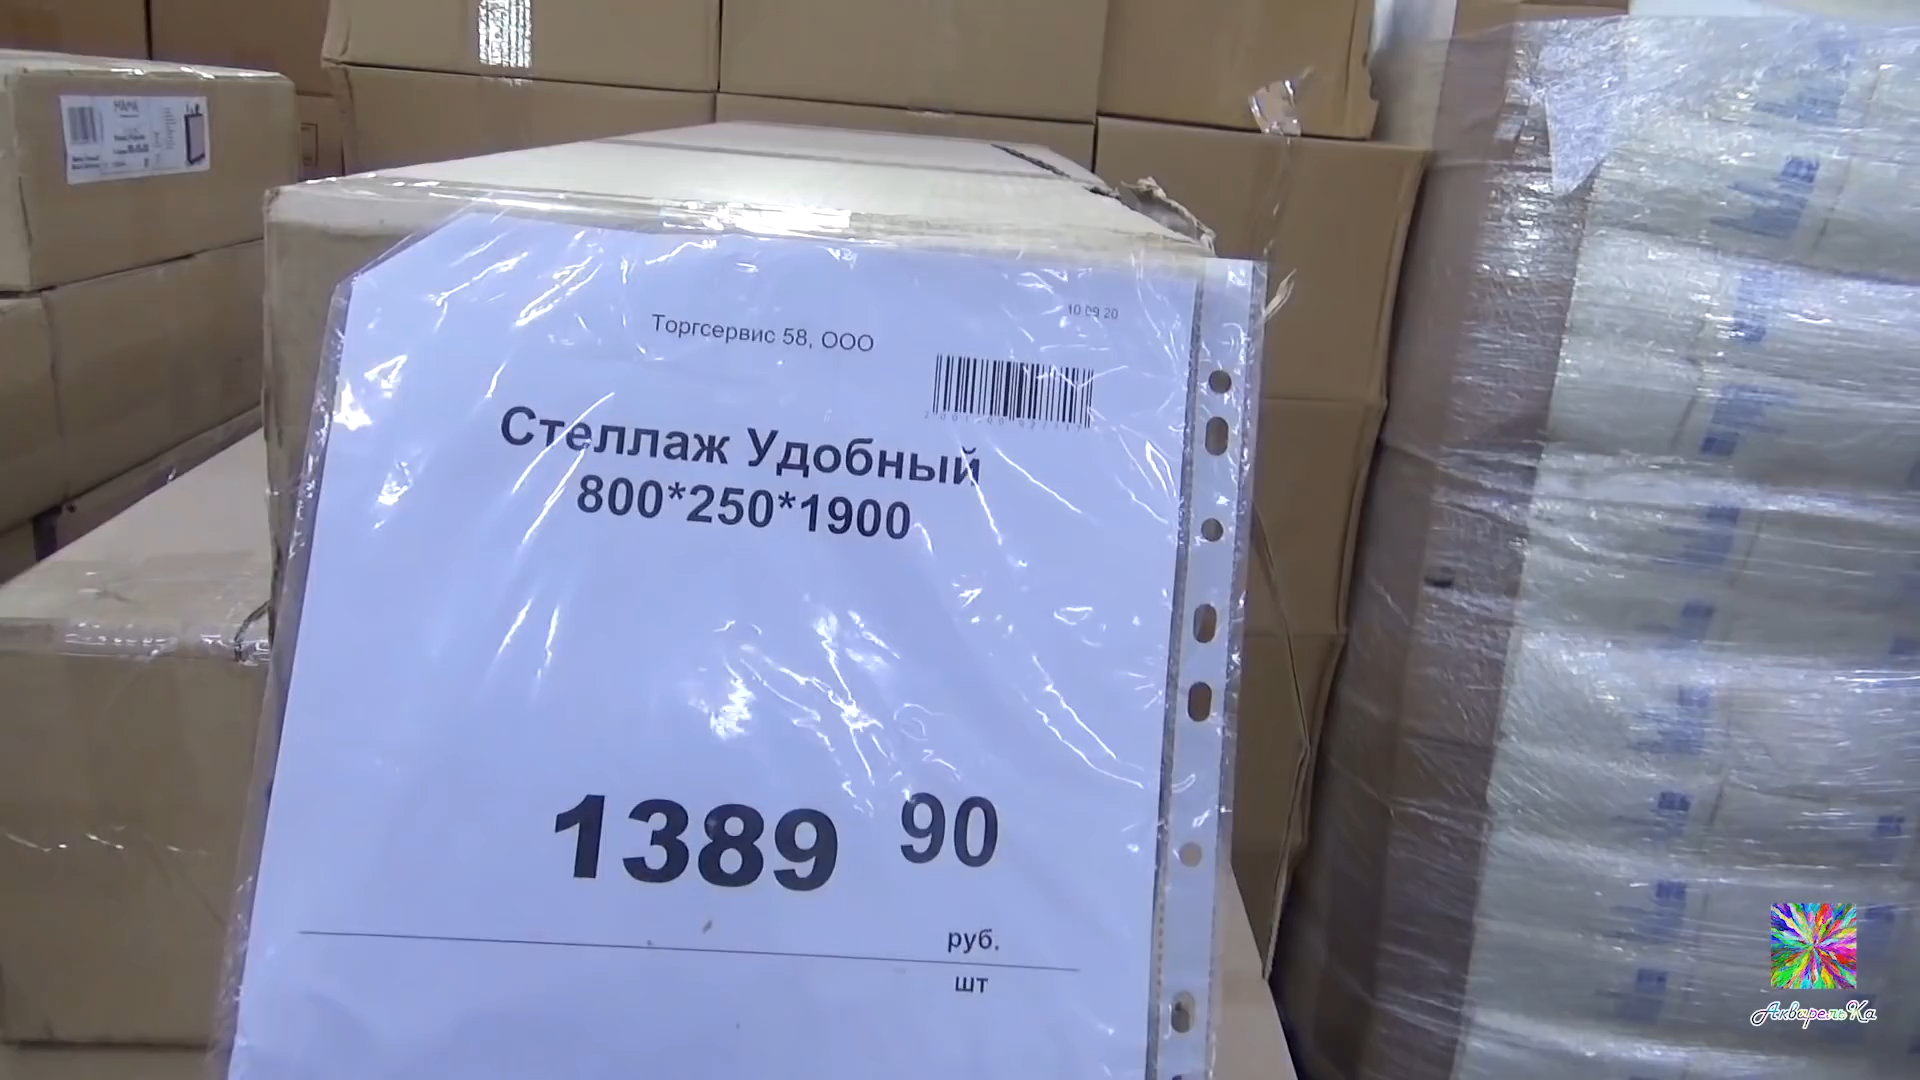 10.09.20
Торгсервис 58, ООО
Стеллаж Удобный
800*250*1900
1389 90
руб.
шт
АкварельКа